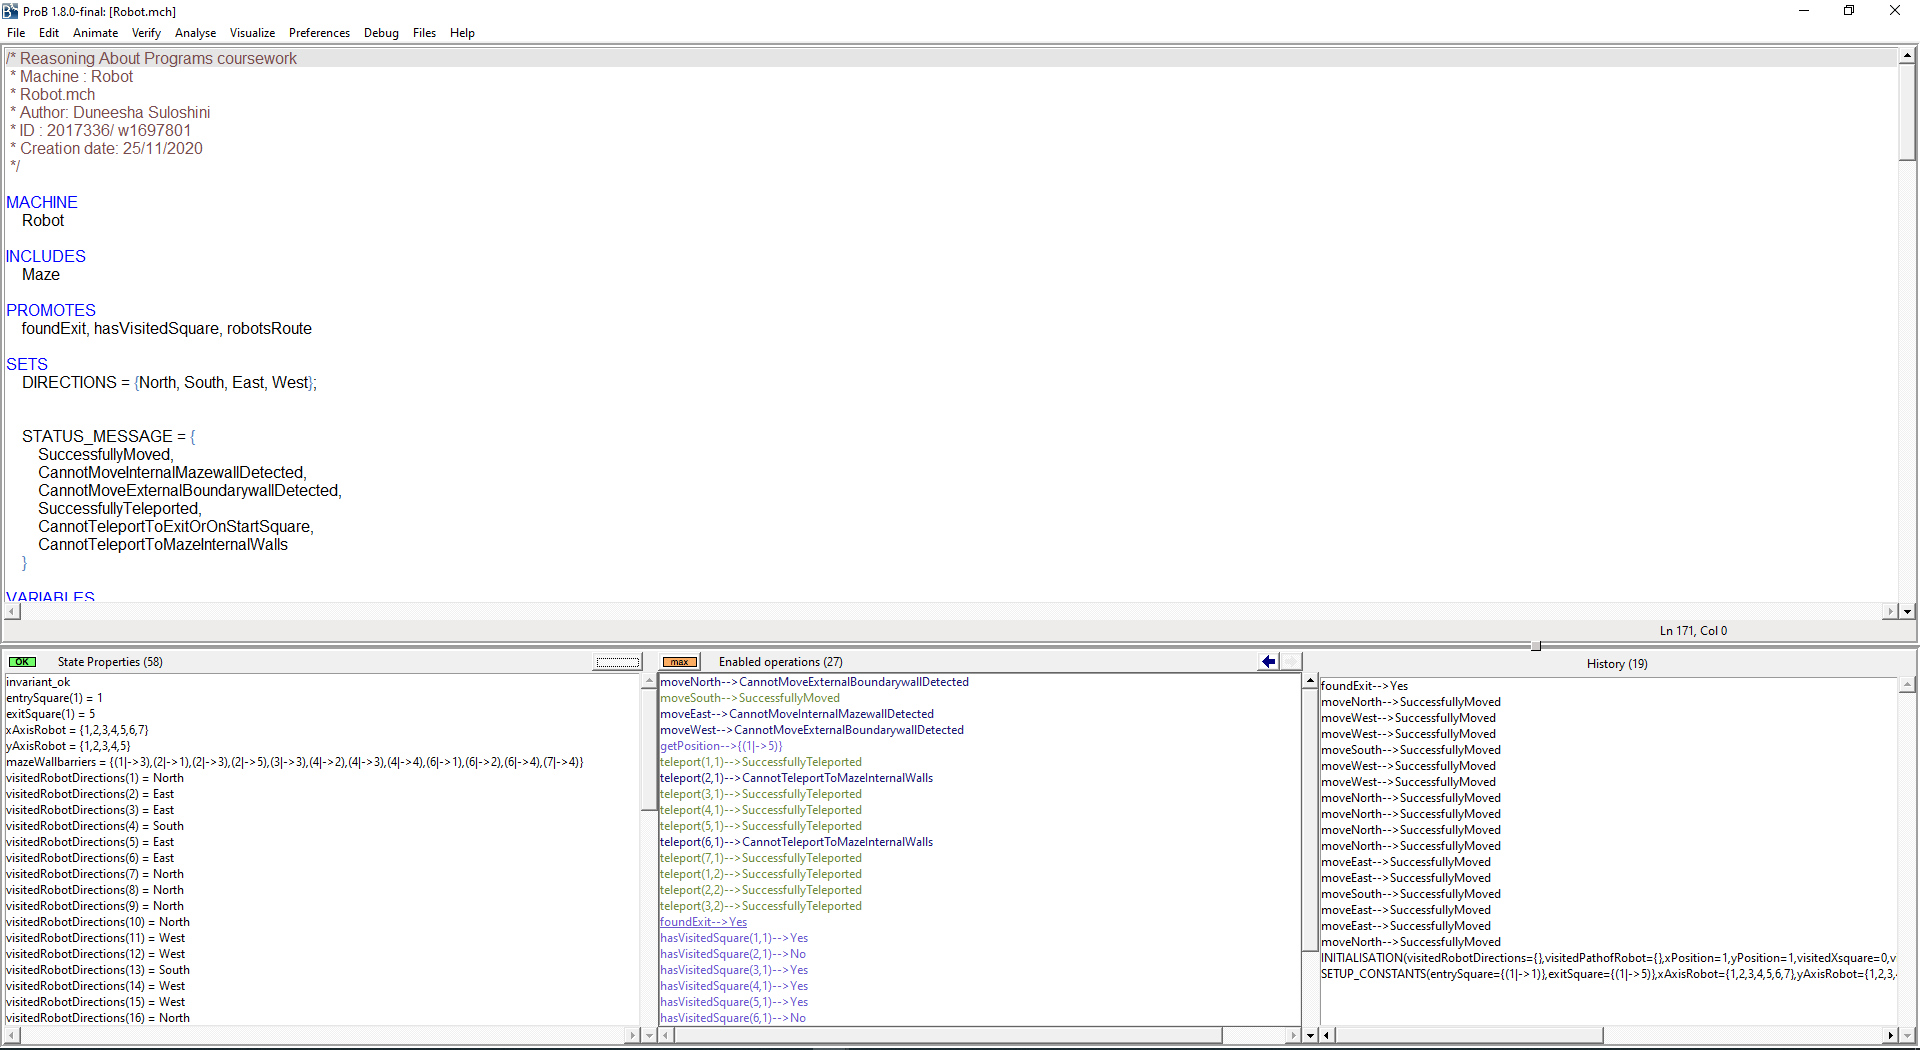 ProB 1.8.0-final: [Robot.mch]
File Edit Animate Verify Analyse Visualize Preferences Debug Files Help
/* Reasoning About Programs coursework
* Machine : Robot
* Robot.mch
* Author: Duneesha Suloshini
* ID : 2017336/ w1697801
* Creation date: 25/11/2020
*/
MACHINE
Robot
INCLUDES
Maze
PROMOTES
foundExit, hasVisitedSquare, robotsRoute
SETS
DIRECTIONS = {North, South, East, West};
STATUS_MESSAGE = {
SuccessfullyMoved,
CannotMoveInternalMazewallDetected,
CannotMoveExternalBoundarywallDetected,
SuccessfullyTeleported,
CannotTeleportToExitOrOnStartSquare,
CannotTeleportToMazeInternalWalls
}
VARIABLES
Ln 171, Col 0
OK State Properties (58)
invariant_ok
entrySquare(1) = 1
exitSquare(1) = 5
xAxisRobot = {1,2,3,4,5,6,7}
yAxisRobot = {1,2,3,4,5}
mazeWallbarriers = {(1|->3),(2|->1),(2|->3),(2|->5),(3|->3),(4|->2),(4|->3),(4|->4),(6|->1),(6|->2),(6|->4),(7|->4)}
visitedRobotDirections(1) = North
visitedRobotDirections(2) = East
visitedRobotDirections(3) = East
visitedRobotDirections(4) = South
visitedRobotDirections(5) = East
visitedRobotDirections(6) = East
visitedRobotDirections(7) = North
visitedRobotDirections(8) = North
visitedRobotDirections(9) = North
visitedRobotDirections(10) = North
visitedRobotDirections(11) = West
visitedRobotDirections(12) = West
visitedRobotDirections(13) = South
visitedRobotDirections(14) = West
visitedRobotDirections(15) = West
visitedRobotDirections(16) = North
max Enabled operations (27)
moveNorth-->CannotMoveExternalBoundarywallDetected
moveSouth-->SuccessfullyMoved
moveEast-->CannotMoveInternalMazewallDetected
moveWest-->CannotMoveExternalBoundarywallDetected
getPosition-->{(1|->5)}
teleport(1,1)-->SuccessfullyTeleported
teleport(2,1)-->CannotTeleportToMazeInternalWalls
teleport(3,1)-->SuccessfullyTeleported
teleport(4,1)-->SuccessfullyTeleported
teleport(5,1)-->SuccessfullyTeleported
teleport(6,1)-->CannotTeleportToMazeInternalWalls
teleport(7,1)-->SuccessfullyTeleported
teleport(1,2)-->SuccessfullyTeleported
teleport(2,2)-->SuccessfullyTeleported
teleport(3,2)-->SuccessfullyTeleported
foundExit-->Yes
hasVisitedSquare(1,1)-->Yes
hasVisitedSquare(2,1)-->No
hasVisitedSquare(3,1)-->Yes
hasVisitedSquare(4,1)-->Yes
hasVisitedSquare(5,1)-->Yes
hasVisitedSquare(6,1)-->No
History (19)
foundExit-->Yes
moveNorth-->SuccessfullyMoved
moveWest-->SuccessfullyMoved
moveWest-->SuccessfullyMoved
moveSouth-->SuccessfullyMoved
moveWest-->SuccessfullyMoved
moveWest-->SuccessfullyMoved
moveNorth-->SuccessfullyMoved
moveNorth-->SuccessfullyMoved
moveNorth-->SuccessfullyMoved
moveNorth-->SuccessfullyMoved
moveEast-->SuccessfullyMoved
moveEast-->SuccessfullyMoved
moveSouth-->SuccessfullyMoved
moveEast-->SuccessfullyMoved
moveEast-->SuccessfullyMoved
moveNorth-->SuccessfullyMoved
INITIALISATION(visitedRobotDirections={},visitedPathofRobot={},xPosition=1,yPosition=1,visitedXsquare=0,v
SETUP_CONSTANTS(entrySquare={(1|->1)},exitSquare={(1|->5)},xAxisRobot={1,2,3,4,5,6,7},yAxisRobot={1,2,3,